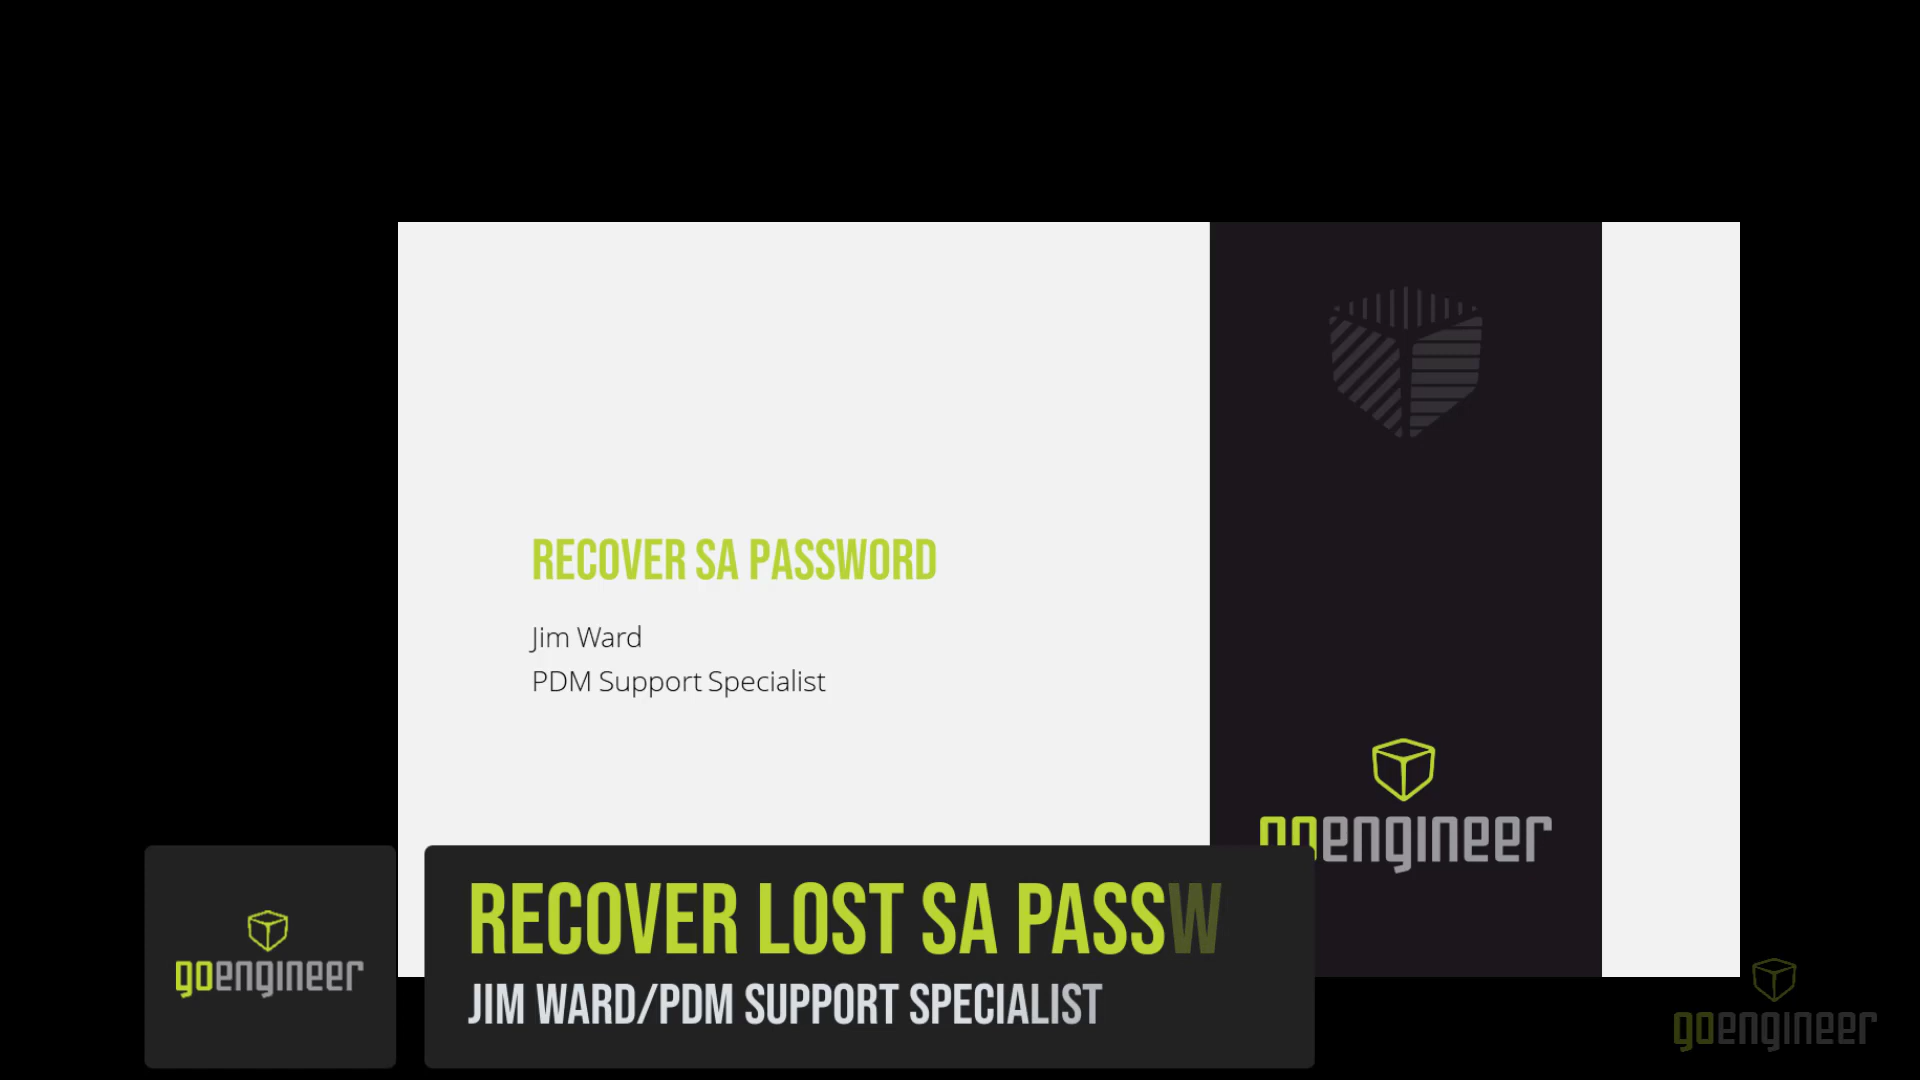 RECOVER SA PASSWORD
Jim Ward
PDM Support Specialist
goengineer
goengineer
RECOVER LOST SA PASSW
JIM WARD/PDM SUPPORT SPECIALIST
goengineer